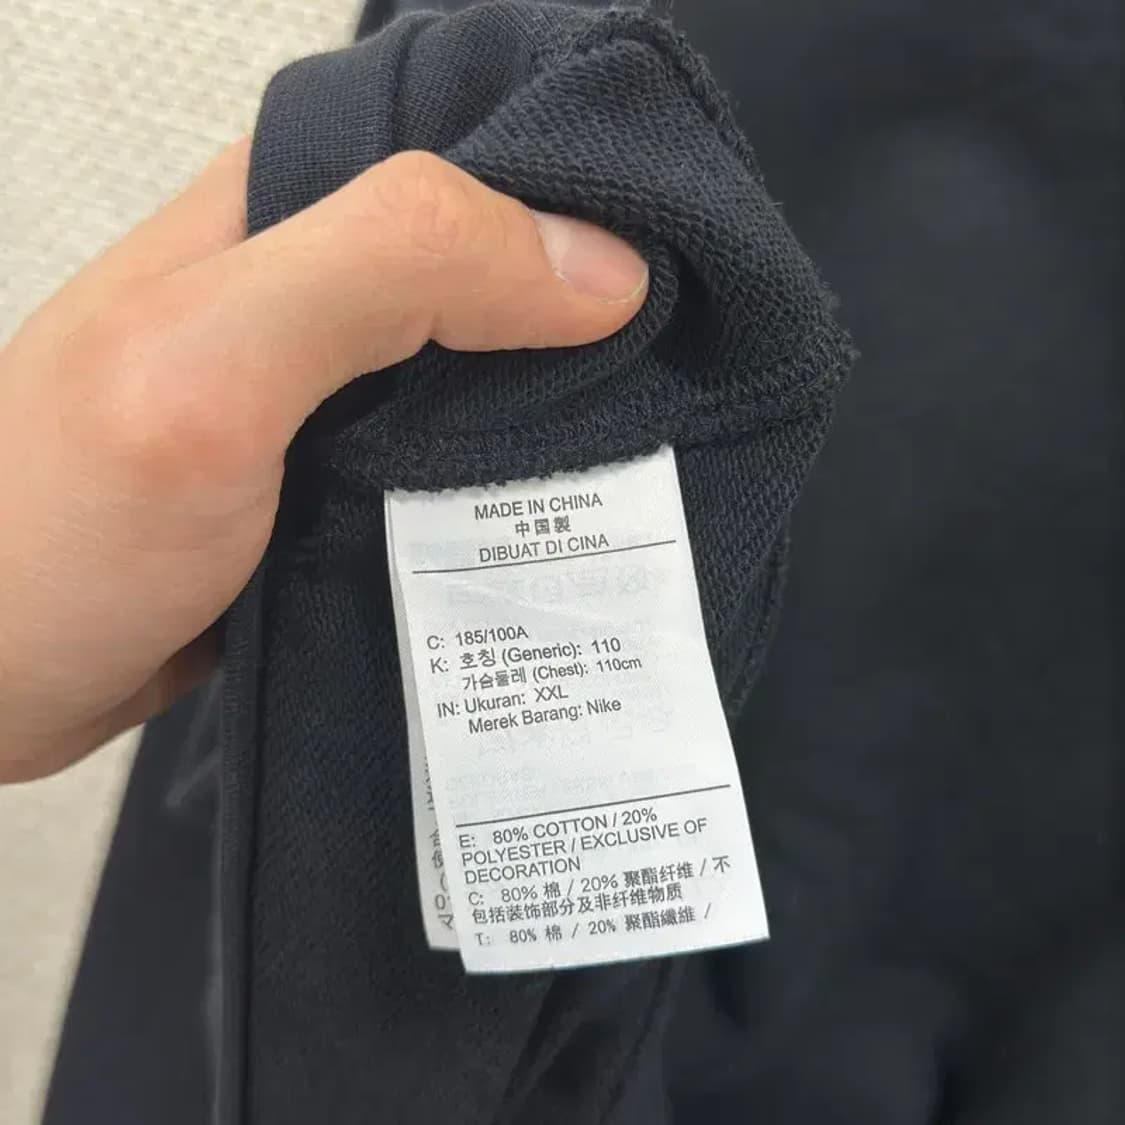 MADE IN CHINA
中国製
DIBUAT DI CINA
C: 185/100A
K: 호칭 (Generic): 110
가슴둘레 (Chest): 110cm
IN: Ukuran: XXL
Merek Barang: Nike
E: 80% COTTON / 20%
POLYESTER / EXCLUSIVE OF
DECORATION
C: 80% 棉 / 20% 聚酯纤维 / 不
包括装饰部分及非纤维物质
T: 80% 棉 / 20% 聚酯纖維 /